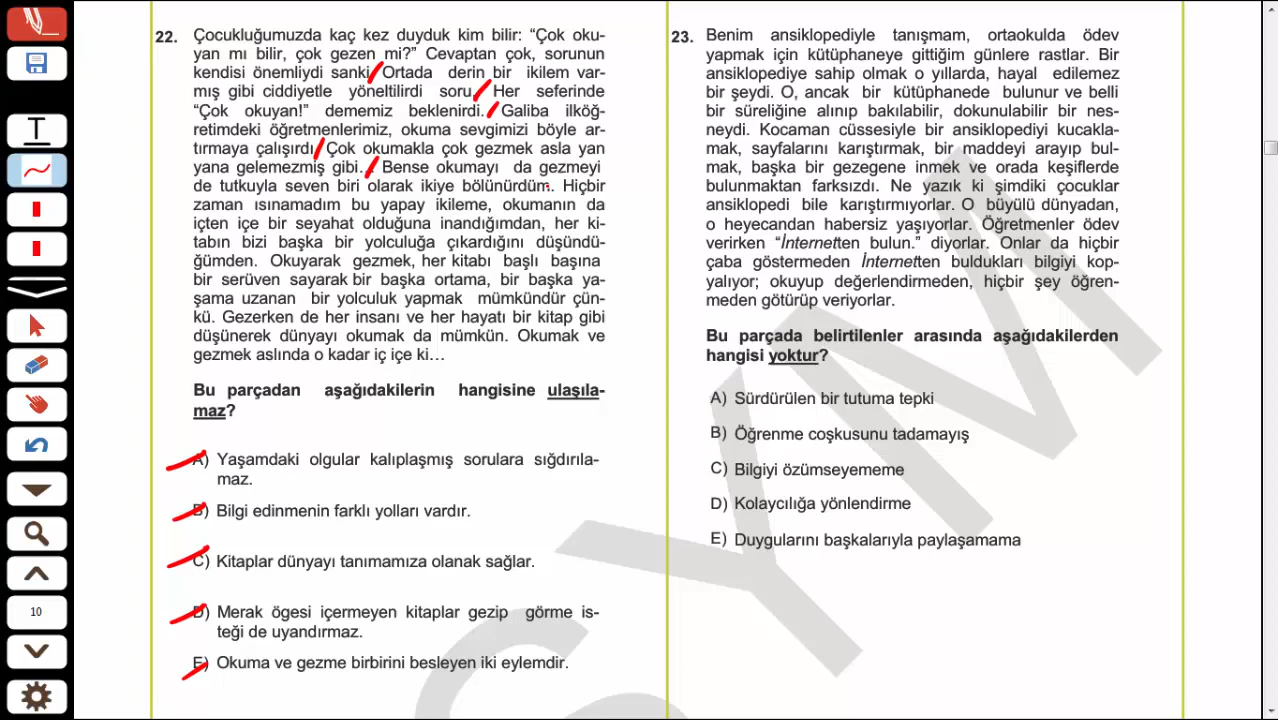 22. Çocukluğumuzda kaç kez duyduk kim bilir: “Çok oku-
yan mı bilir, çok gezen mi?” Cevaptan çok, sorunun
kendisi önemliydi sanki. Ortada derin bir ikilem var-
mış gibi ciddiyetle yöneltilirdi soru. Her seferinde
“Çok okuyan!” dememiz beklenirdi. Galiba ilköğ-
retimdeki öğretmenlerimiz, okuma sevgimizi böyle ar-
tırmaya çalışırdı. Çok okumakla çok gezmek asla yan
yana gelemezmiş gibi... Bense okumayı da gezmeyi
de tutkuyla seven biri olarak ikiye bölünürdüm. Hiçbir
zaman ısınamadım bu yapay ikileme, okumanın da
içten içe bir seyahat olduğuna inandığımdan, her ki-
tabın bizi başka bir yolculuğa çıkardığını düşündü-
ğümden. Okuyarak gezmek, her kitabı başlı başına
bir serüven sayarak bir başka ortama, bir başka ya-
şama uzanan bir yolculuk yapmak mümkündür çün-
kü. Gezerken de her insanı ve her hayatı bir kitap gibi
düşünerek dünyayı okumak da mümkün. Okumak ve
gezmek aslında o kadar iç içe ki…
Bu parçadan aşağıdakilerin hangisine ulaşıla-
maz?
A) Yaşamdaki olgular kalıplaşmış sorulara sığdırıla-
maz.
B) Bilgi edinmenin farklı yolları vardır.
C) Kitaplar dünyayı tanımamıza olanak sağlar.
D) Merak ögesi içermeyen kitaplar gezip görme is-
teği de uyandırmaz.
E) Okuma ve gezme birbirini besleyen iki eylemdir.
23. Benim ansiklopediyle tanışmam, ortaokulda ödev
yapmak için kütüphaneye gittiğim günlere rastlar. Bir
ansiklopediye sahip olmak o yıllarda, hayal edilemez
bir şeydi. O, ancak bir kütüphanede bulunur ve belli
bir süreliğine alınıp bakılabilir, dokunulabilir bir nes-
neydi. Kocaman cüssesiyle bir ansiklopediyi kucakla-
mak, sayfalarını karıştırmak, bir maddeyi arayıp bul-
mak, başka bir gezegene inmek ve orada keşiflerde
bulunmaktan farksızdı. Ne yazık ki şimdiki çocuklar
ansiklopedi bile karıştırmıyorlar. O büyülü dünyadan,
o heyecandan habersiz yaşıyorlar. Öğretmenler ödev
verirken “İnternetten bulun.” diyorlar. Onlar da hiçbir
çaba göstermeden İnternetten buldukları bilgiyi kop-
yalıyor; okuyup değerlendirmeden, hiçbir şey öğren-
meden götürüp veriyorlar.
Bu parçada belirtilenler arasında aşağıdakilerden
hangisi yoktur?
A) Sürdürülen bir tutuma tepki
B) Öğrenme coşkusunu tadamayış
C) Bilgiyi özümseyememe
D) Kolaycılığa yönlendirme
E) Duygularını başkalarıyla paylaşamama
T
10
SYM